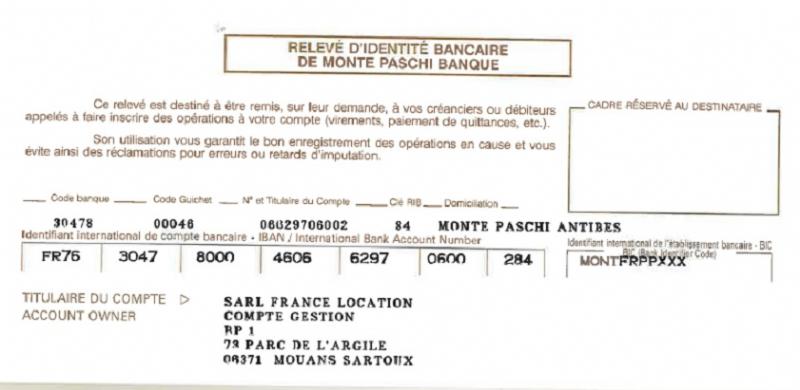 RELEVÉ D'IDENTITÉ BANCAIRE
DE MONTE PASCHI BANQUE
Ce relevé est destiné à être remis, sur leur demande, à vos créanciers ou débiteurs
appelés à faire inscrire des opérations à votre compte (virements, paiement de quittances, etc.).
Son utilisation vous garantit le bon enregistrement des opérations en cause et vous
évite ainsi des réclamations pour erreurs ou retards d'imputation.
CADRE RÉSERVÉ AU DESTINATAIRE
Code banque Code Guichet N° et Titulaire du Compte Clé RIB Domiciliation
30478 00046 06629706002 84 MONTE PASCHI ANTIBES
Identifiant international de compte bancaire - IBAN / International Bank Account Number
Identifiant international de l'établissement bancaire - BIC
BIC (Bank Identifier Code)
FR76 3047 8000 4606 6297 0600 284 MONTFRPPXXX
TITULAIRE DU COMPTE ▷ SARL FRANCE LOCATION
ACCOUNT OWNER COMPTE GESTION
BP 1
73 PARC DE L'ARGILE
06371 MOUANS SARTOUX